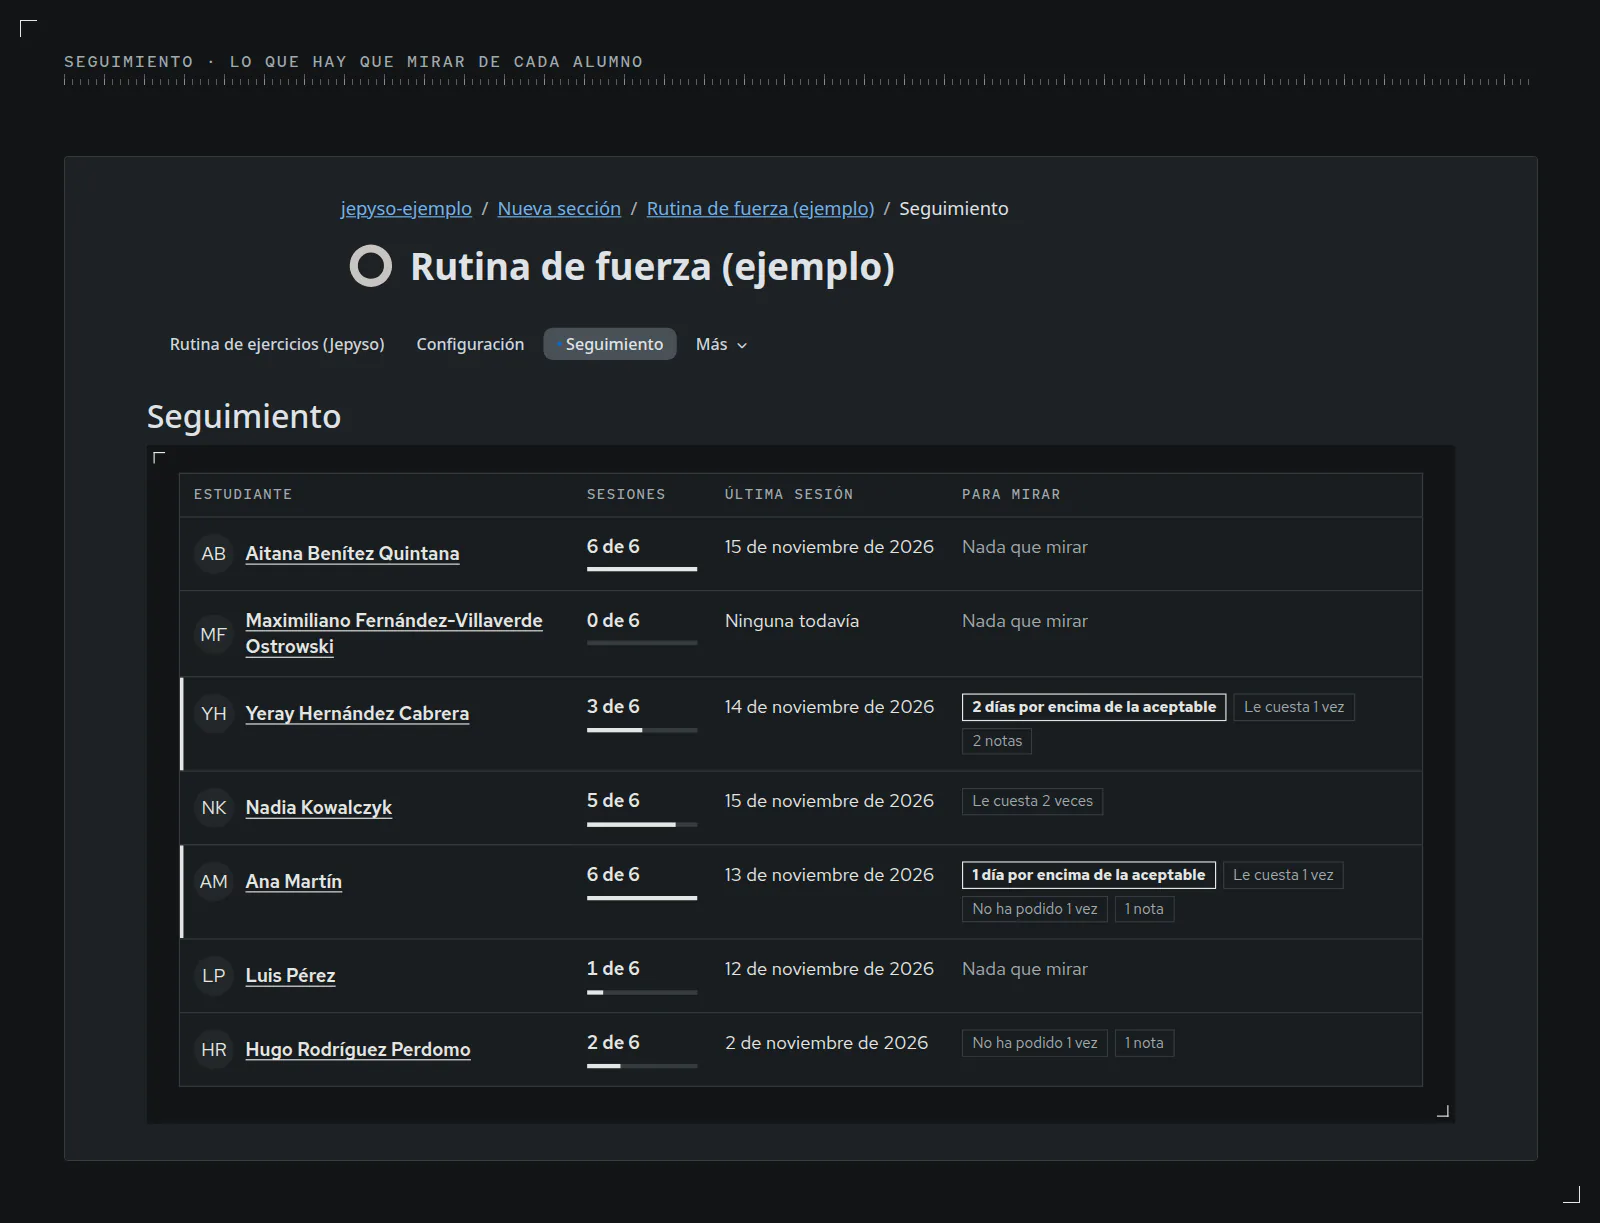 SEGUIMIENTO · LO QUE HAY QUE MIRAR DE CADA ALUMNO
jepyso-ejemplo / Nueva sección / Rutina de fuerza (ejemplo) / Seguimiento
Rutina de fuerza (ejemplo)
Rutina de ejercicios (Jepyso) Configuración Seguimiento Más
Seguimiento
ESTUDIANTE SESIONES ÚLTIMA SESIÓN PARA MIRAR
AB Aitana Benítez Quintana 6 de 6 15 de noviembre de 2026 Nada que mirar
MF Maximiliano Fernández-Villaverde 0 de 6 Ninguna todavía Nada que mirar
Ostrowski
YH Yeray Hernández Cabrera 3 de 6 14 de noviembre de 2026 2 días por encima de la aceptable Le cuesta 1 vez
2 notas
NK Nadia Kowalczyk 5 de 6 15 de noviembre de 2026 Le cuesta 2 veces
AM Ana Martín 6 de 6 13 de noviembre de 2026 1 día por encima de la aceptable Le cuesta 1 vez
No ha podido 1 vez 1 nota
LP Luis Pérez 1 de 6 12 de noviembre de 2026 Nada que mirar
HR Hugo Rodríguez Perdomo 2 de 6 2 de noviembre de 2026 No ha podido 1 vez 1 nota